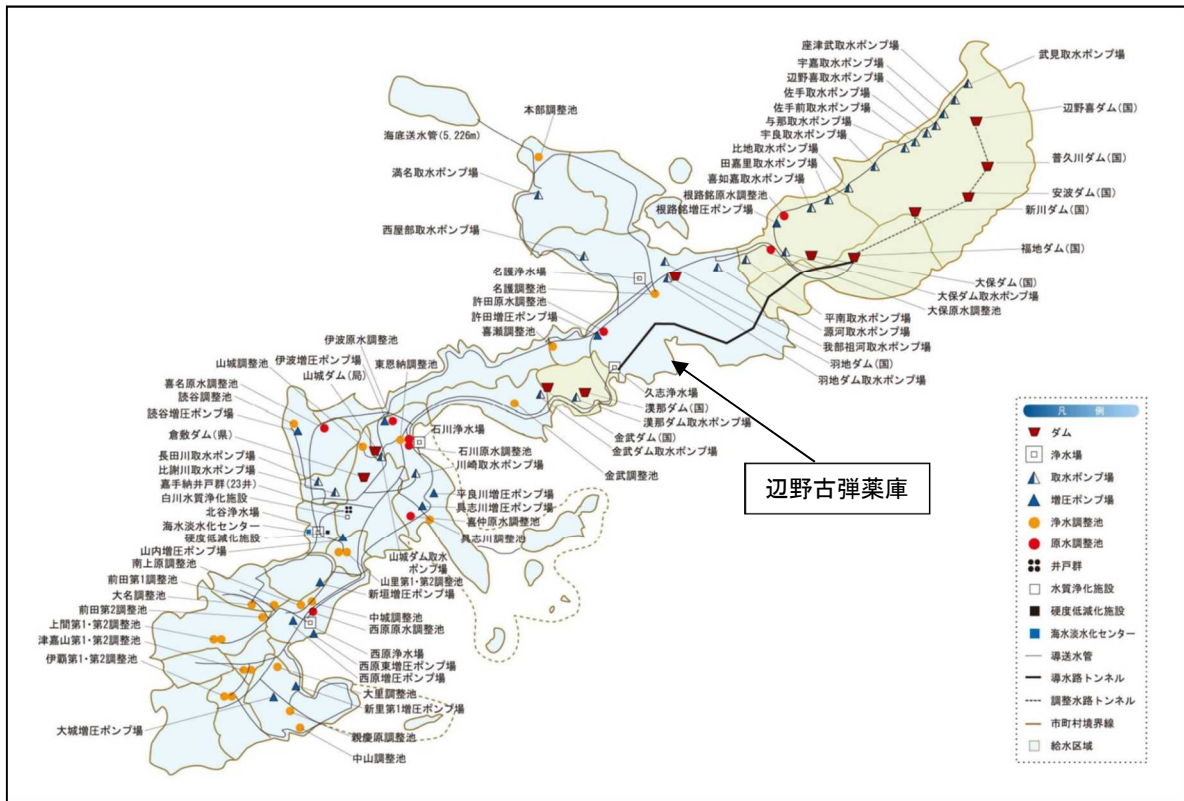 本部調整池
海底送水管(5,226m)
満名取水ポンプ場
西屋部取水ポンプ場
名護浄水場
名護調整池
許田原水調整池
許田増圧ポンプ場
喜瀬調整池
座津武取水ポンプ場
宇嘉取水ポンプ場
辺野喜取水ポンプ場
佐手取水ポンプ場
佐手前取水ポンプ場
与那取水ポンプ場
宇良取水ポンプ場
比地取水ポンプ場
田嘉里取水ポンプ場
喜如嘉取水ポンプ場
根路銘原水調整池
根路銘増圧ポンプ場
武見取水ポンプ場
辺野喜ダム(国)
普久川ダム(国)
安波ダム(国)
新川ダム(国)
福地ダム(国)
大保ダム(国)
大保ダム取水ポンプ場
大保原水調整池
平南取水ポンプ場
源河取水ポンプ場
我部祖河取水ポンプ場
羽地ダム(国)
羽地ダム取水ポンプ場
久志浄水場
漢那ダム(国)
漢那ダム取水ポンプ場
金武ダム(国)
金武ダム取水ポンプ場
金武調整池
辺野古弾薬庫
伊波原水調整池
伊波増圧ポンプ場
東恩納調整池
山城調整池
山城ダム(局)
喜名原水調整池
読谷調整池
読谷増圧ポンプ場
倉敷ダム(県)
長田川取水ポンプ場
比謝川取水ポンプ場
嘉手納井戸群(23井)
白川水質浄化施設
北谷浄水場
海水淡水化センター
硬度低減化施設
山内増圧ポンプ場
南上原調整池
前田第1調整池
大名調整池
前田第2調整池
上間第1・第2調整池
津嘉山第1・第2調整池
伊覇第1・第2調整池
大城増圧ポンプ場
石川浄水場
石川原水調整池
川崎取水ポンプ場
平良川増圧ポンプ場
具志川増圧ポンプ場
喜仲原水調整池
具志川調整池
山城ダム取水
ポンプ場
山里第1・第2調整池
新垣増圧ポンプ場
中城調整池
西原原水調整池
西原浄水場
西原東増圧ポンプ場
西原増圧ポンプ場
大里調整池
新里第1増圧ポンプ場
親慶原調整池
中山調整池
凡 例
ダム
浄水場
取水ポンプ場
増圧ポンプ場
浄水調整池
原水調整池
井戸群
水質浄化施設
硬度低減化施設
海水淡水化センター
導送水管
導水路トンネル
調整水路トンネル
市町村境界線
給水区域